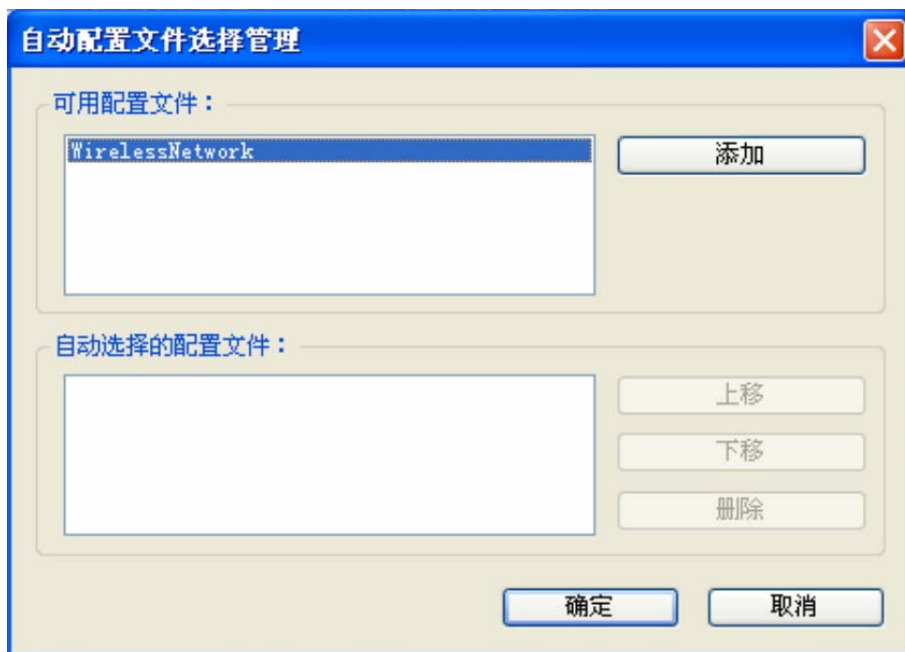 自动配置文件选择管理
可用配置文件：
WirelessNetwork
添加
自动选择的配置文件：
上移
下移
册除
确定
取消